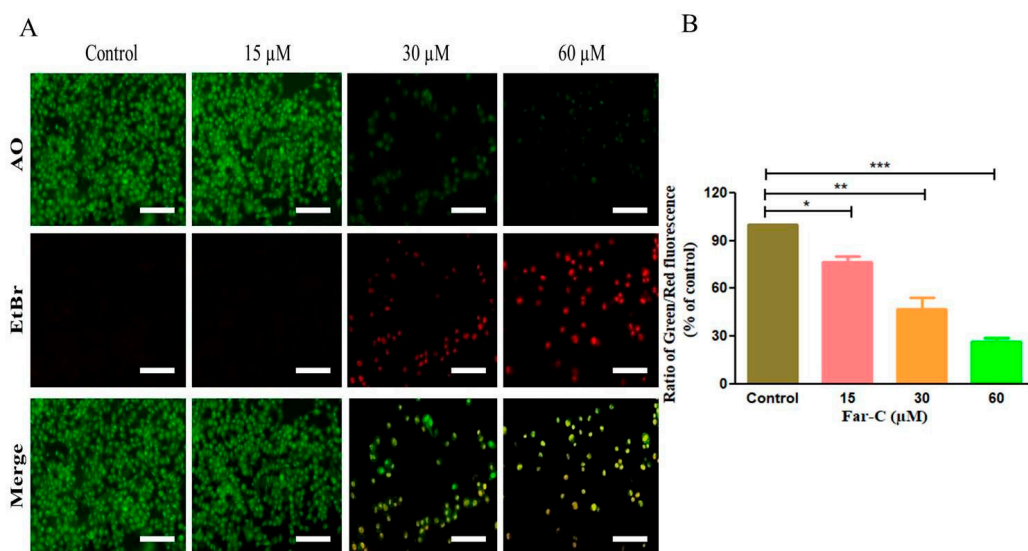 A
Control 15 µM 30 µM 60 µM
AO
EtBr
Merge
B
Ratio of Green/Red fluorescence
(% of control)
120
90
60
30
0
*
**
***
Control 15 30 60
Far-C (µM)